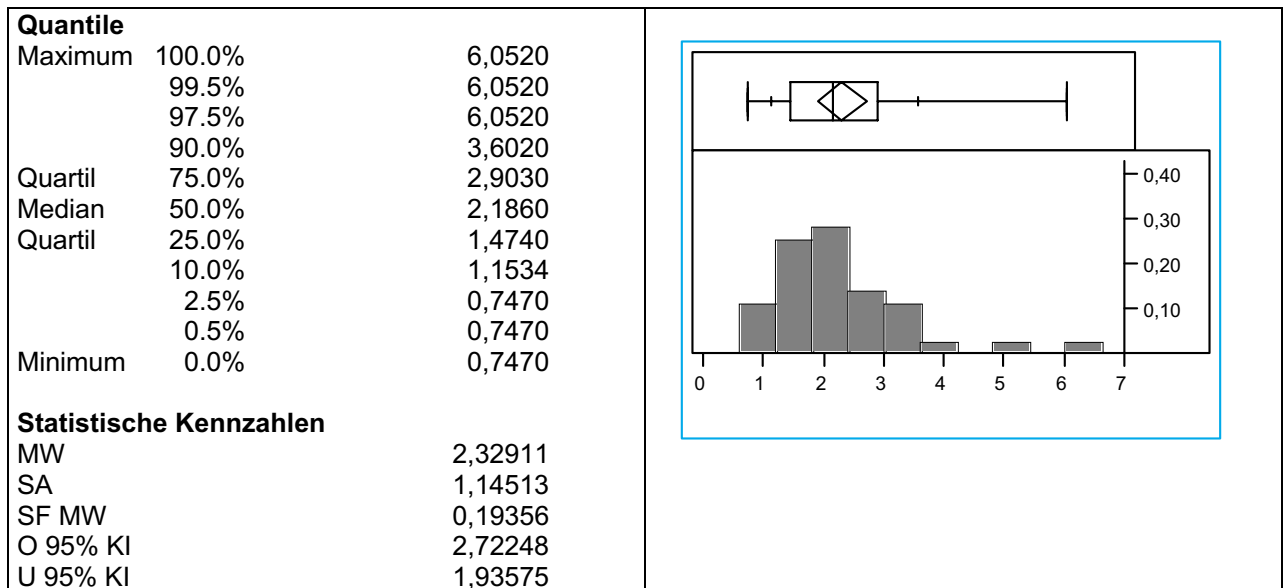 Quantile
Maximum 100.0% 6,0520
99.5% 6,0520
97.5% 6,0520
90.0% 3,6020
Quartil 75.0% 2,9030
Median 50.0% 2,1860
Quartil 25.0% 1,4740
10.0% 1,1534
2.5% 0,7470
0.5% 0,7470
Minimum 0.0% 0,7470
Statistische Kennzahlen
MW 2,32911
SA 1,14513
SF MW 0,19356
O 95% KI 2,72248
U 95% KI 1,93575
0,40
0,30
0,20
0,10
0 1 2 3 4 5 6 7